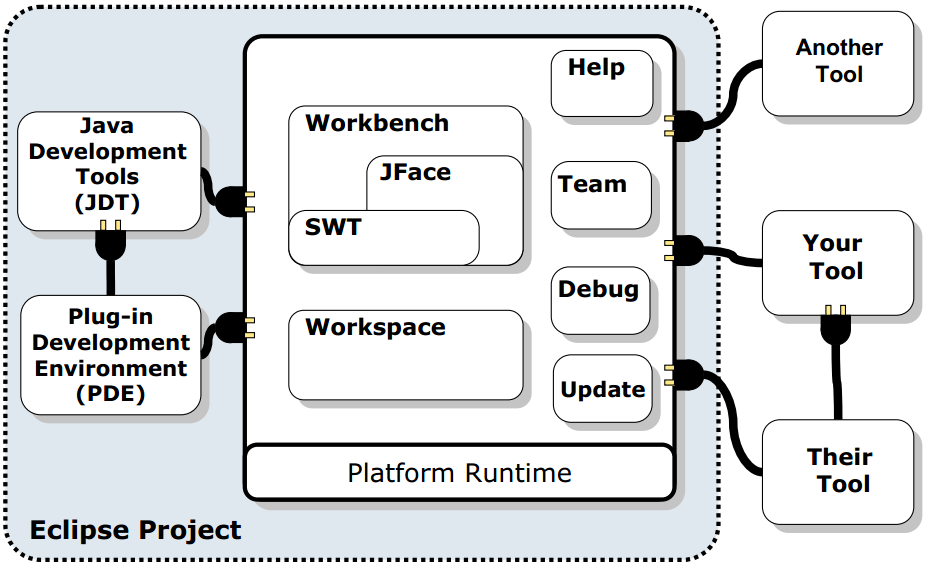 Java
Development
Tools
(JDT)
Plug-in
Development
Environment
(PDE)
Eclipse Project
Workbench
JFace
SWT
Workspace
Help
Team
Debug
Update
Platform Runtime
Another
Tool
Your
Tool
Their
Tool